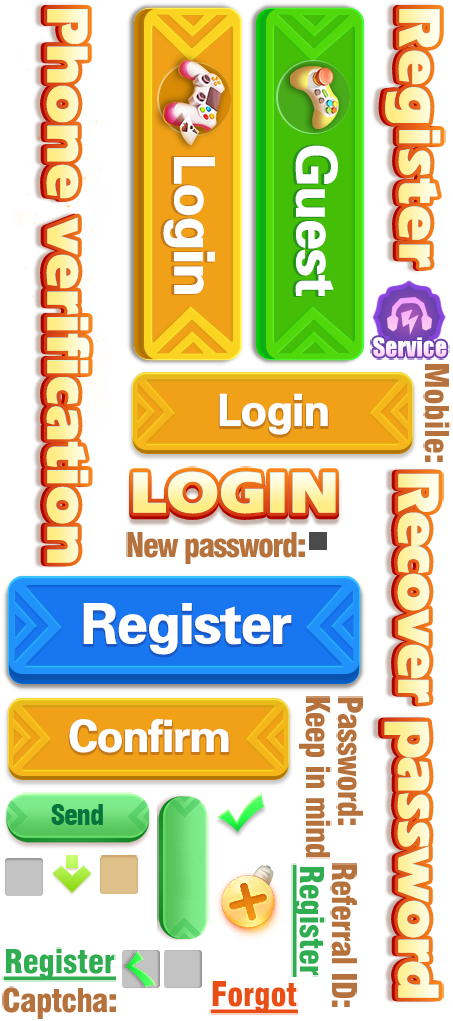 Phone verification
Login
Guest
Register
Service
Mobile:
Login
LOGIN
New password:
Recover password
Register
Confirm
Password:
Keep in mind
Send
Referral ID:
Register
Register
Captcha:
Forgot